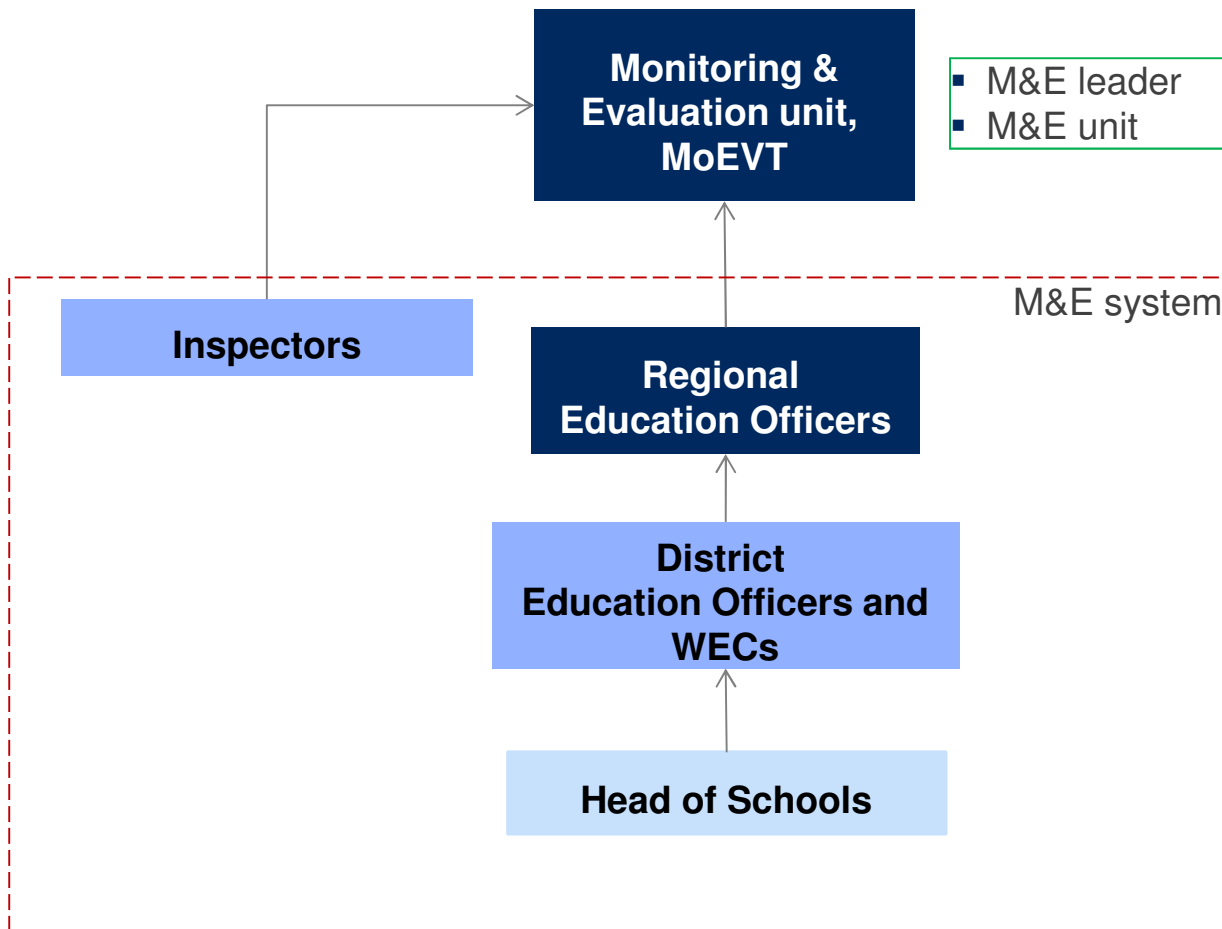 Monitoring &
Evaluation unit,
MoEVT
▪ M&E leader
▪ M&E unit
M&E system
Inspectors
Regional
Education Officers
District
Education Officers and
WECs
Head of Schools